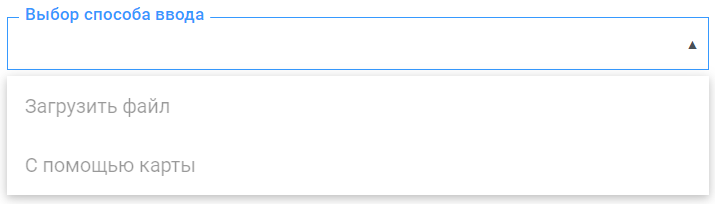 Выбор способа ввода
Загрузить файл
С помощью карты